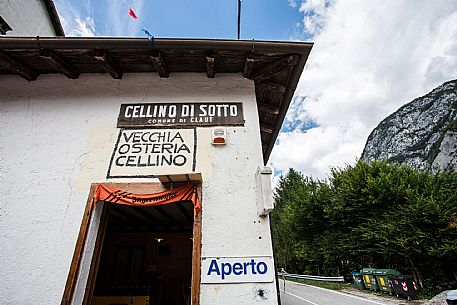 CELLINO DI SOTTO
COMUNE DI CLAUT
VECCHIA
OSTERIA
CELLINO
Aperto